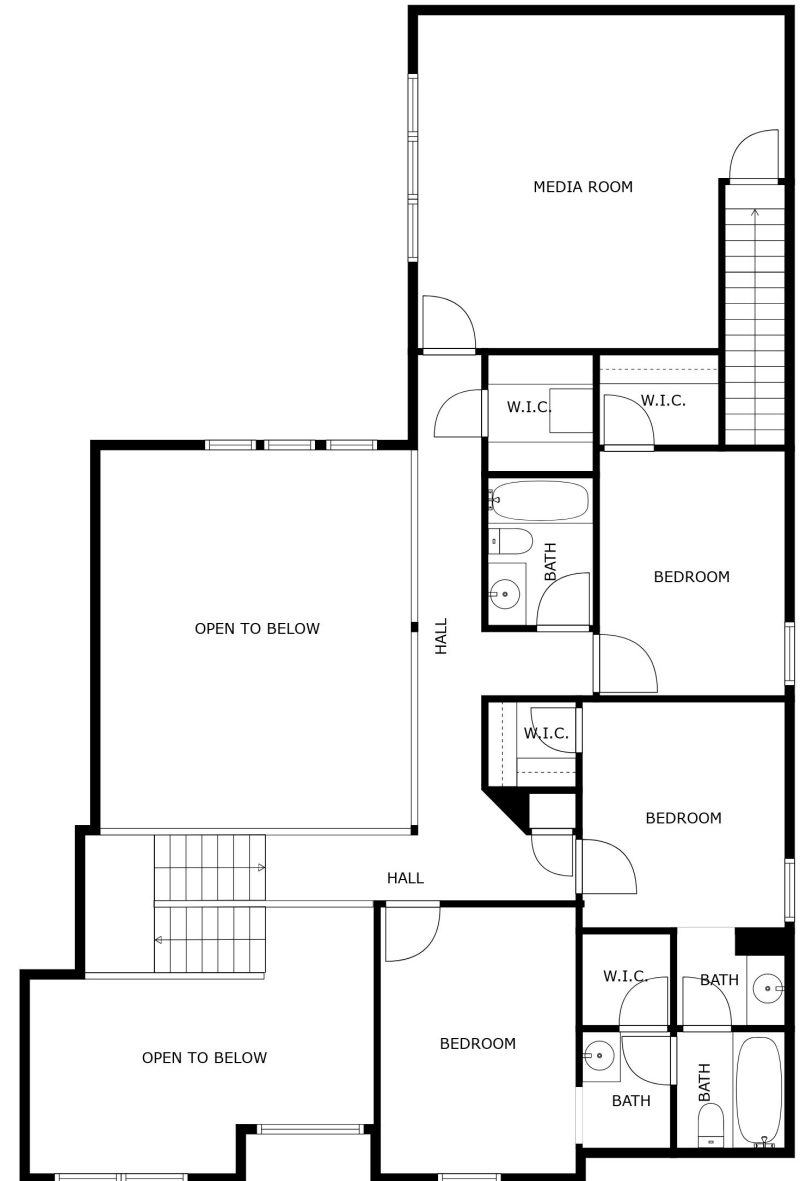 MEDIA ROOM
W.I.C.
W.I.C.
BATH
BEDROOM
OPEN TO BELOW
HALL
W.I.C.
BEDROOM
HALL
W.I.C.
BATH
BEDROOM
OPEN TO BELOW
BATH
BATH